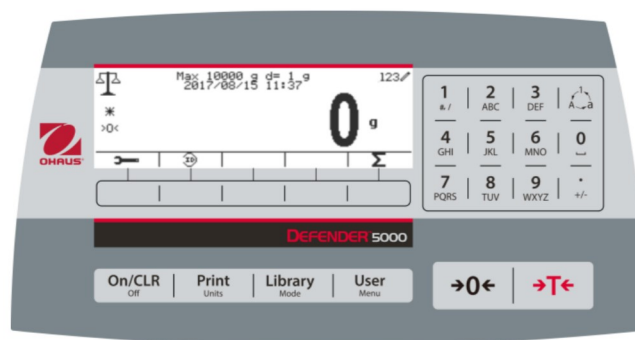 Max 10000 g d= 1 g
2017/08/15 11:37
123
>0<
0 g
ID
Σ
OHAUS
DEFENDER 5000
1 &/ 2 ABC 3 DEF 1 A a
4 GHI 5 JKL 6 MNO 0
7 PQRS 8 TUV 9 WXYZ . +/-
On/CLR Print Library User
Off Units Mode Menu
→0← →T←